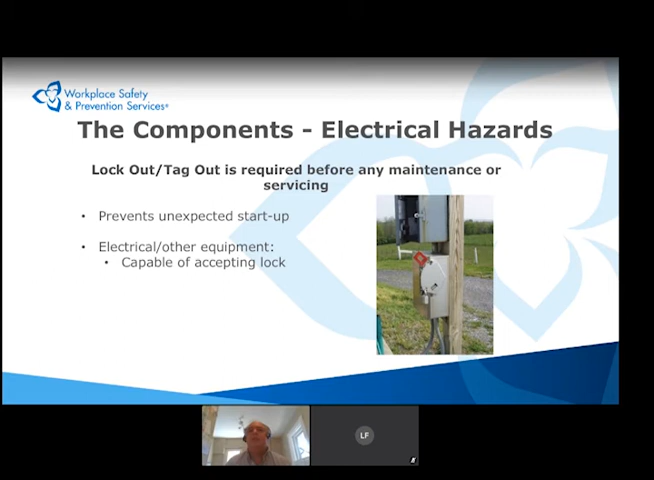 Workplace Safety
& Prevention Services®
The Components - Electrical Hazards
Lock Out/Tag Out is required before any maintenance or
servicing
• Prevents unexpected start-up
• Electrical/other equipment:
• Capable of accepting lock
LF